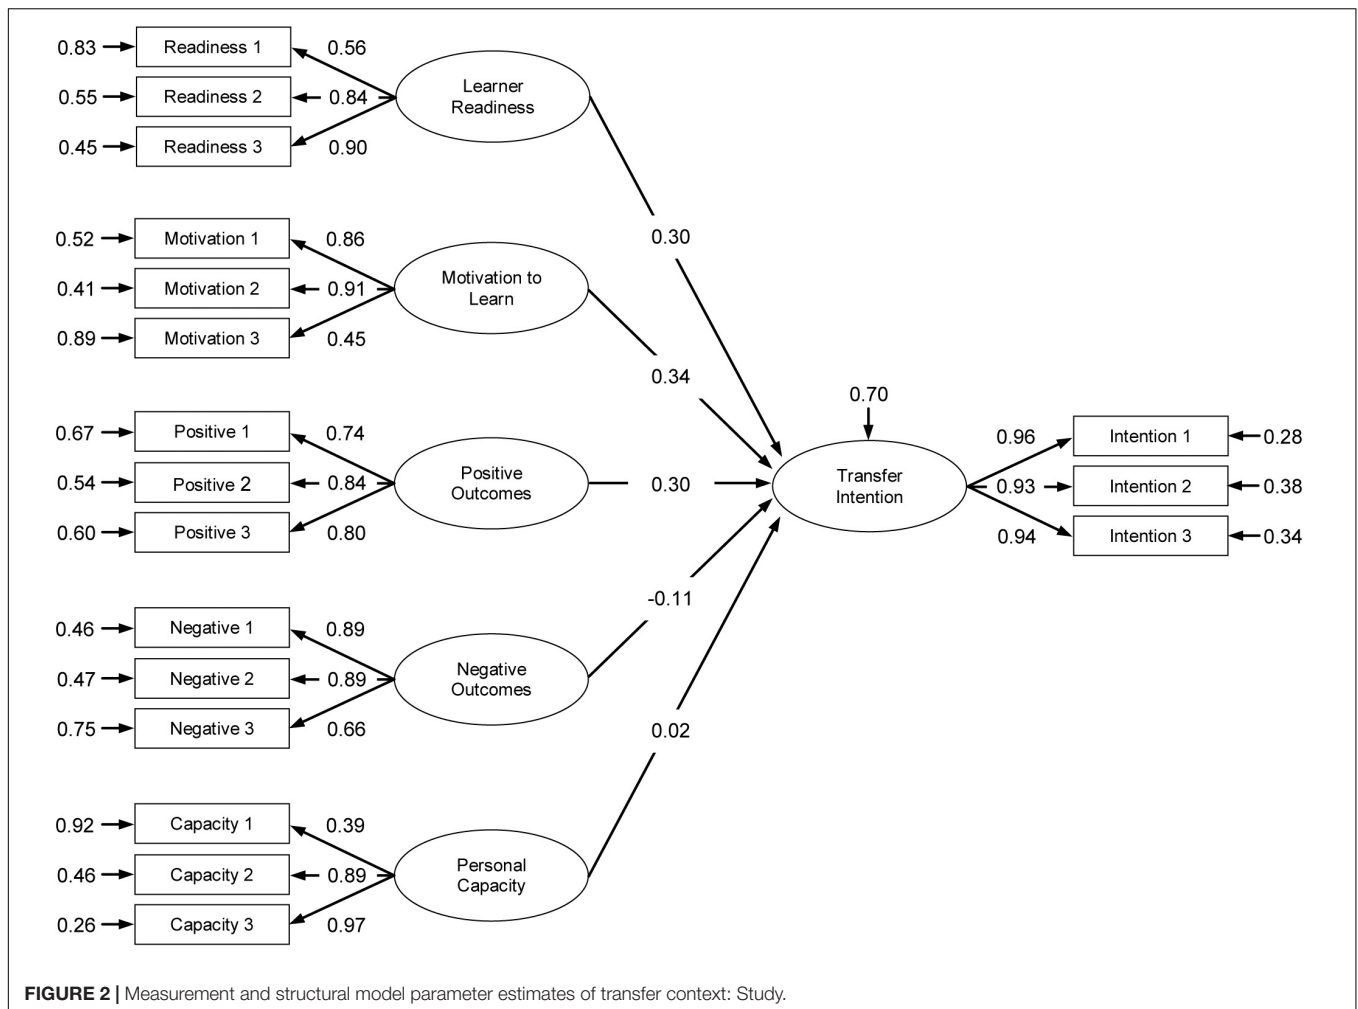 0.83 Readiness 1 0.56
0.55 Readiness 2 0.84
0.45 Readiness 3 0.90
Learner
Readiness
0.30
0.52 Motivation 1 0.86
0.41 Motivation 2 0.91
0.89 Motivation 3 0.45
Motivation to
Learn
0.34
0.67 Positive 1 0.74
0.54 Positive 2 0.84
0.60 Positive 3 0.80
Positive
Outcomes
0.30
0.46 Negative 1 0.89
0.47 Negative 2 0.89
0.75 Negative 3 0.66
Negative
Outcomes
-0.11
0.92 Capacity 1 0.39
0.46 Capacity 2 0.89
0.26 Capacity 3 0.97
Personal
Capacity
0.02
0.70
Transfer
Intention
0.96 Intention 1 0.28
0.93 Intention 2 0.38
0.94 Intention 3 0.34
FIGURE 2 | Measurement and structural model parameter estimates of transfer context: Study.